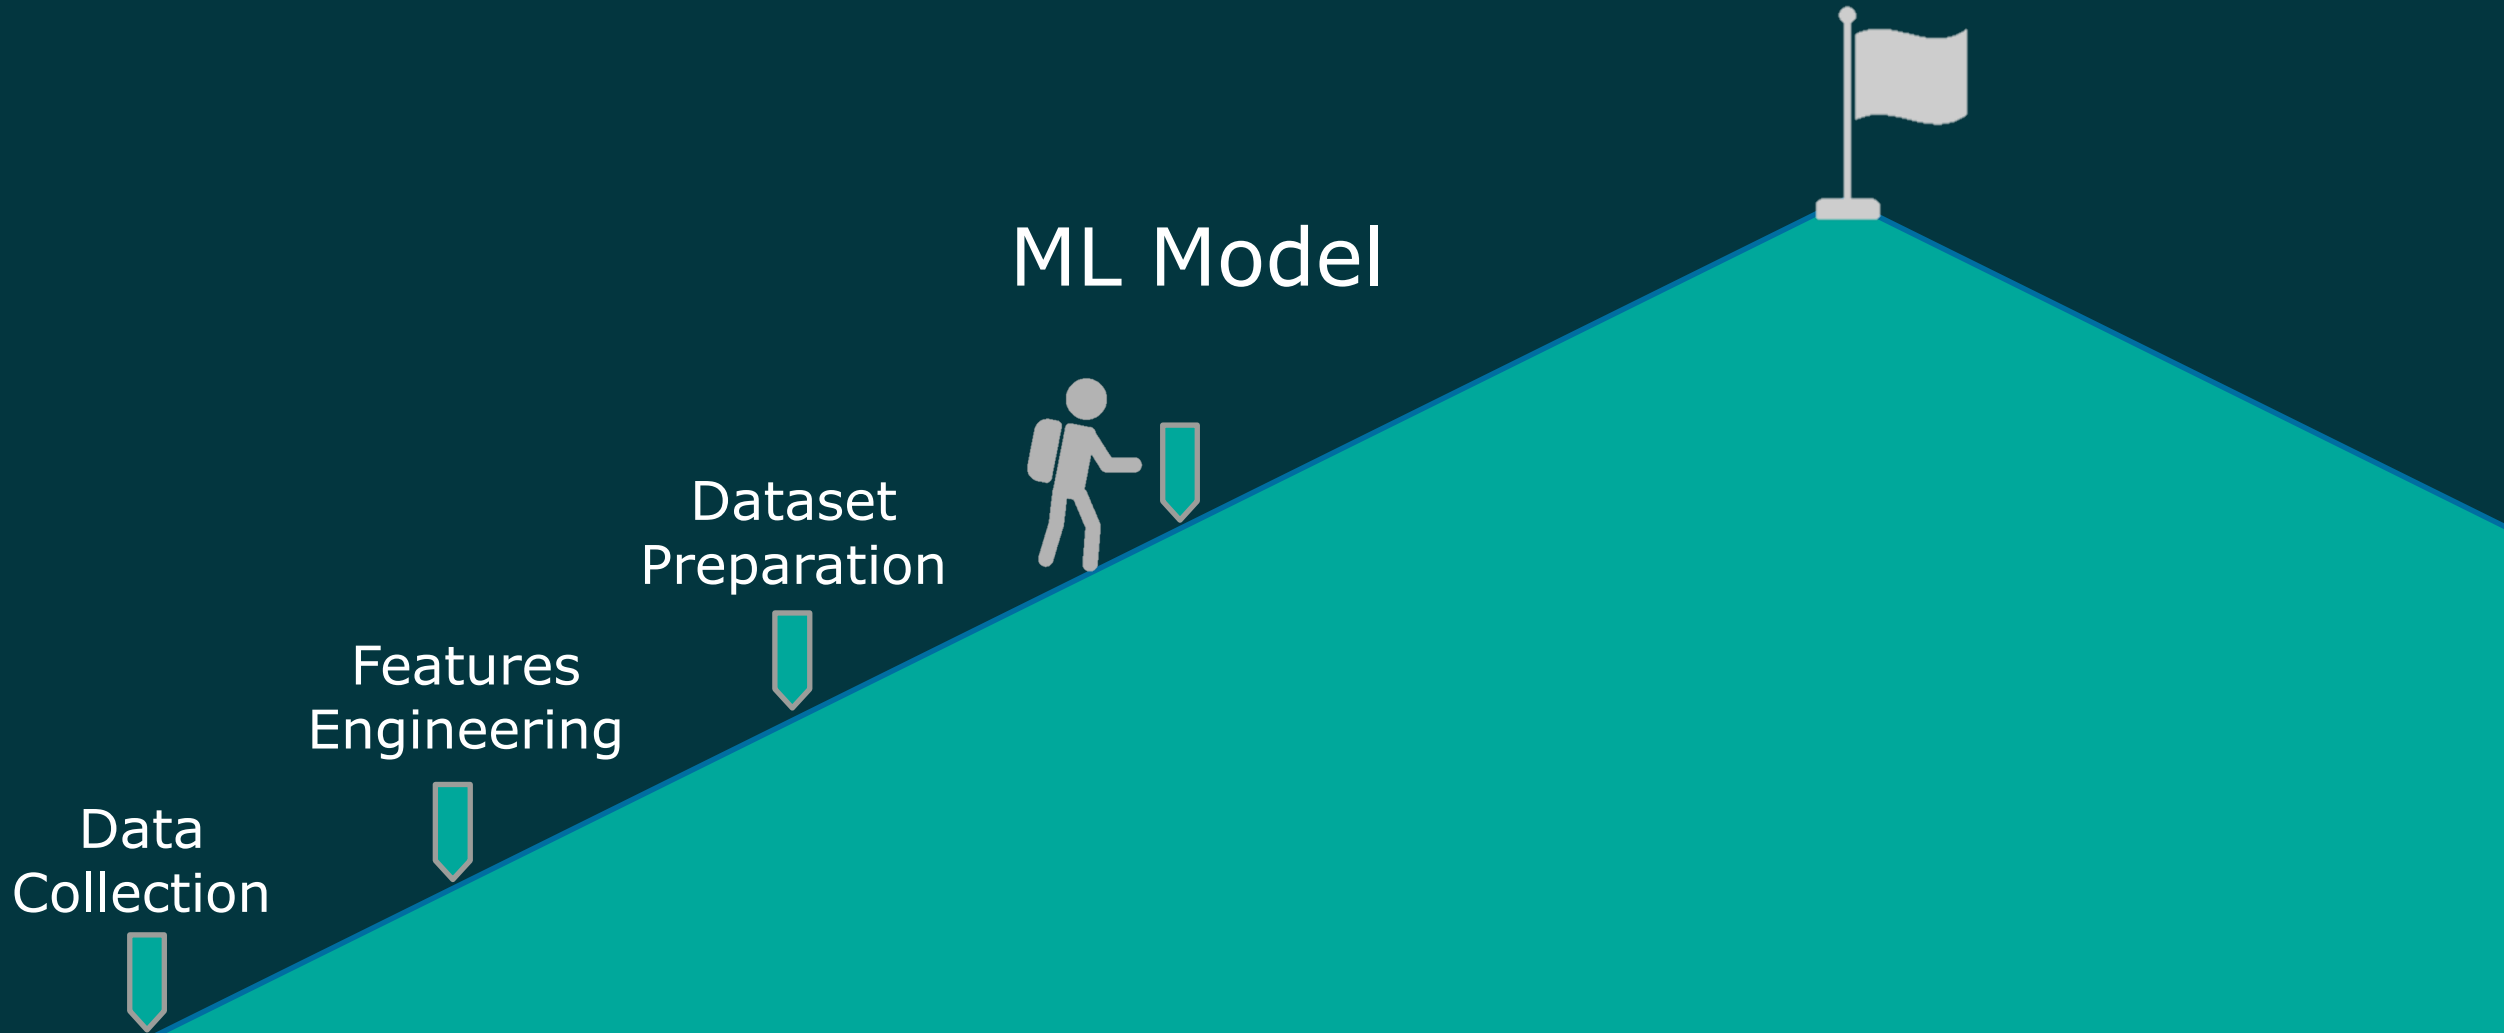 ML Model
Dataset
Preparation
Features
Engineering
Data
Collection